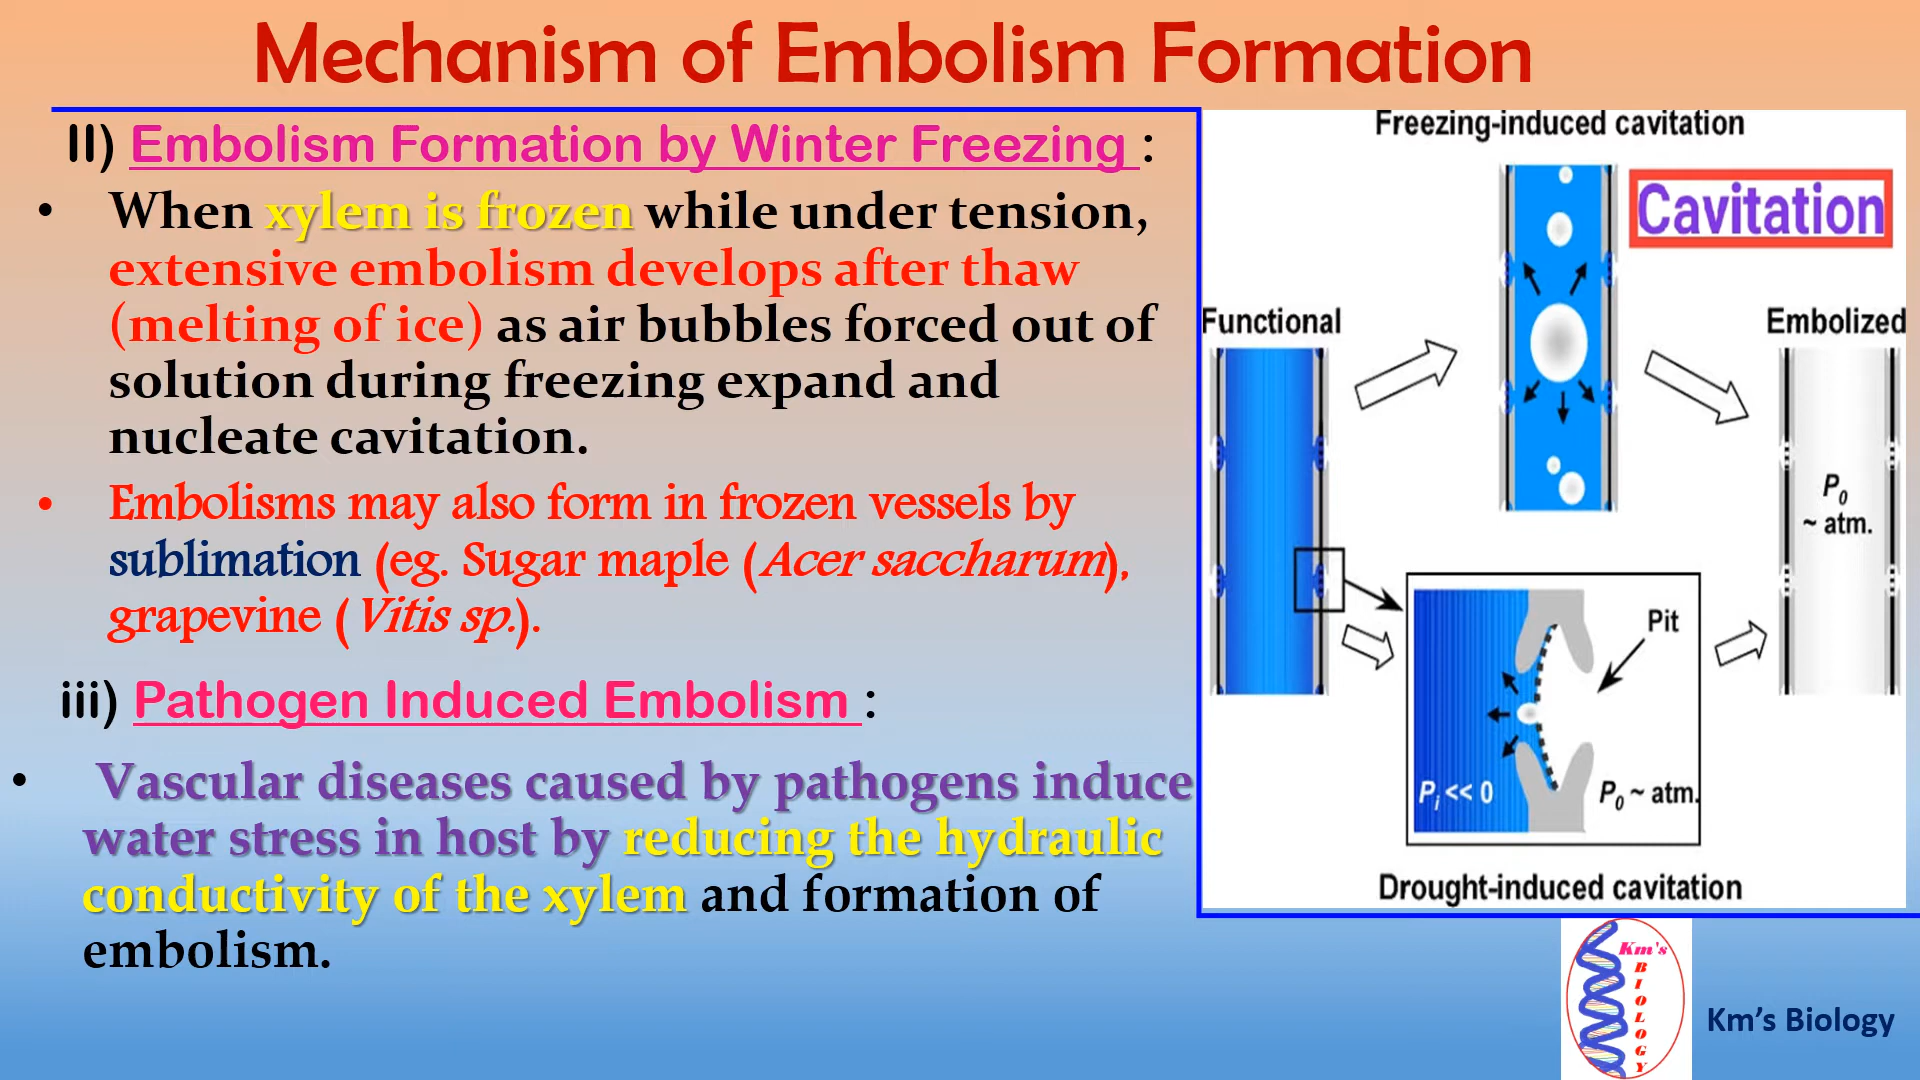 Mechanism of Embolism Formation
II) Embolism Formation by Winter Freezing :
• When xylem is frozen while under tension,
extensive embolism develops after thaw
(melting of ice) as air bubbles forced out of
solution during freezing expand and
nucleate cavitation.
• Embolisms may also form in frozen vessels by
sublimation (eg. Sugar maple (Acer saccharum),
grapevine (Vitis sp.).
iii) Pathogen Induced Embolism :
• Vascular diseases caused by pathogens induce
water stress in host by reducing the hydraulic
conductivity of the xylem and formation of
embolism.
Freezing-induced cavitation
Cavitation
Functional
Embolized
P0
~ atm.
Pit
Pi << 0
P0 ~ atm.
Drought-induced cavitation
Km's
BIOLOGY
Km's Biology